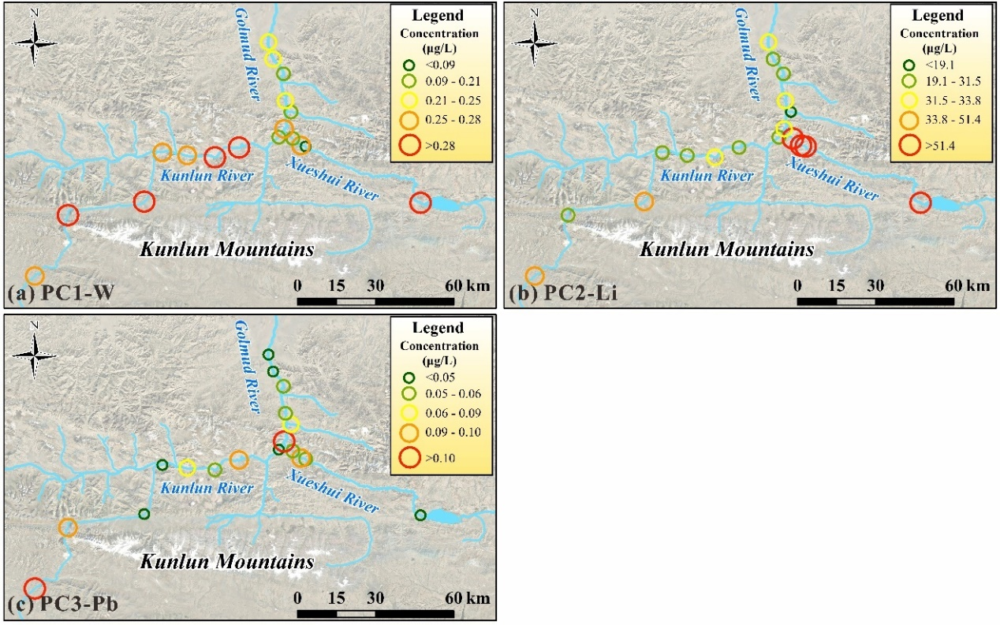 N
Golmud River
Legend
Concentration
(μg/L)
<0.09
0.09 - 0.21
0.21 - 0.25
0.25 - 0.28
>0.28
Kunlun River
Xueshui River
Kunlun Mountains
(a) PC1-W
0 15 30 60 km
N
Golmud River
Legend
Concentration
(μg/L)
<19.1
19.1 - 31.5
31.5 - 33.8
33.8 - 51.4
>51.4
Kunlun River
Xueshui River
Kunlun Mountains
(b) PC2-Li
0 15 30 60 km
N
Golmud River
Legend
Concentration
(μg/L)
<0.05
0.05 - 0.06
0.06 - 0.09
0.09 - 0.10
>0.10
Kunlun River
Xueshui River
Kunlun Mountains
(c) PC3-Pb
0 15 30 60 km